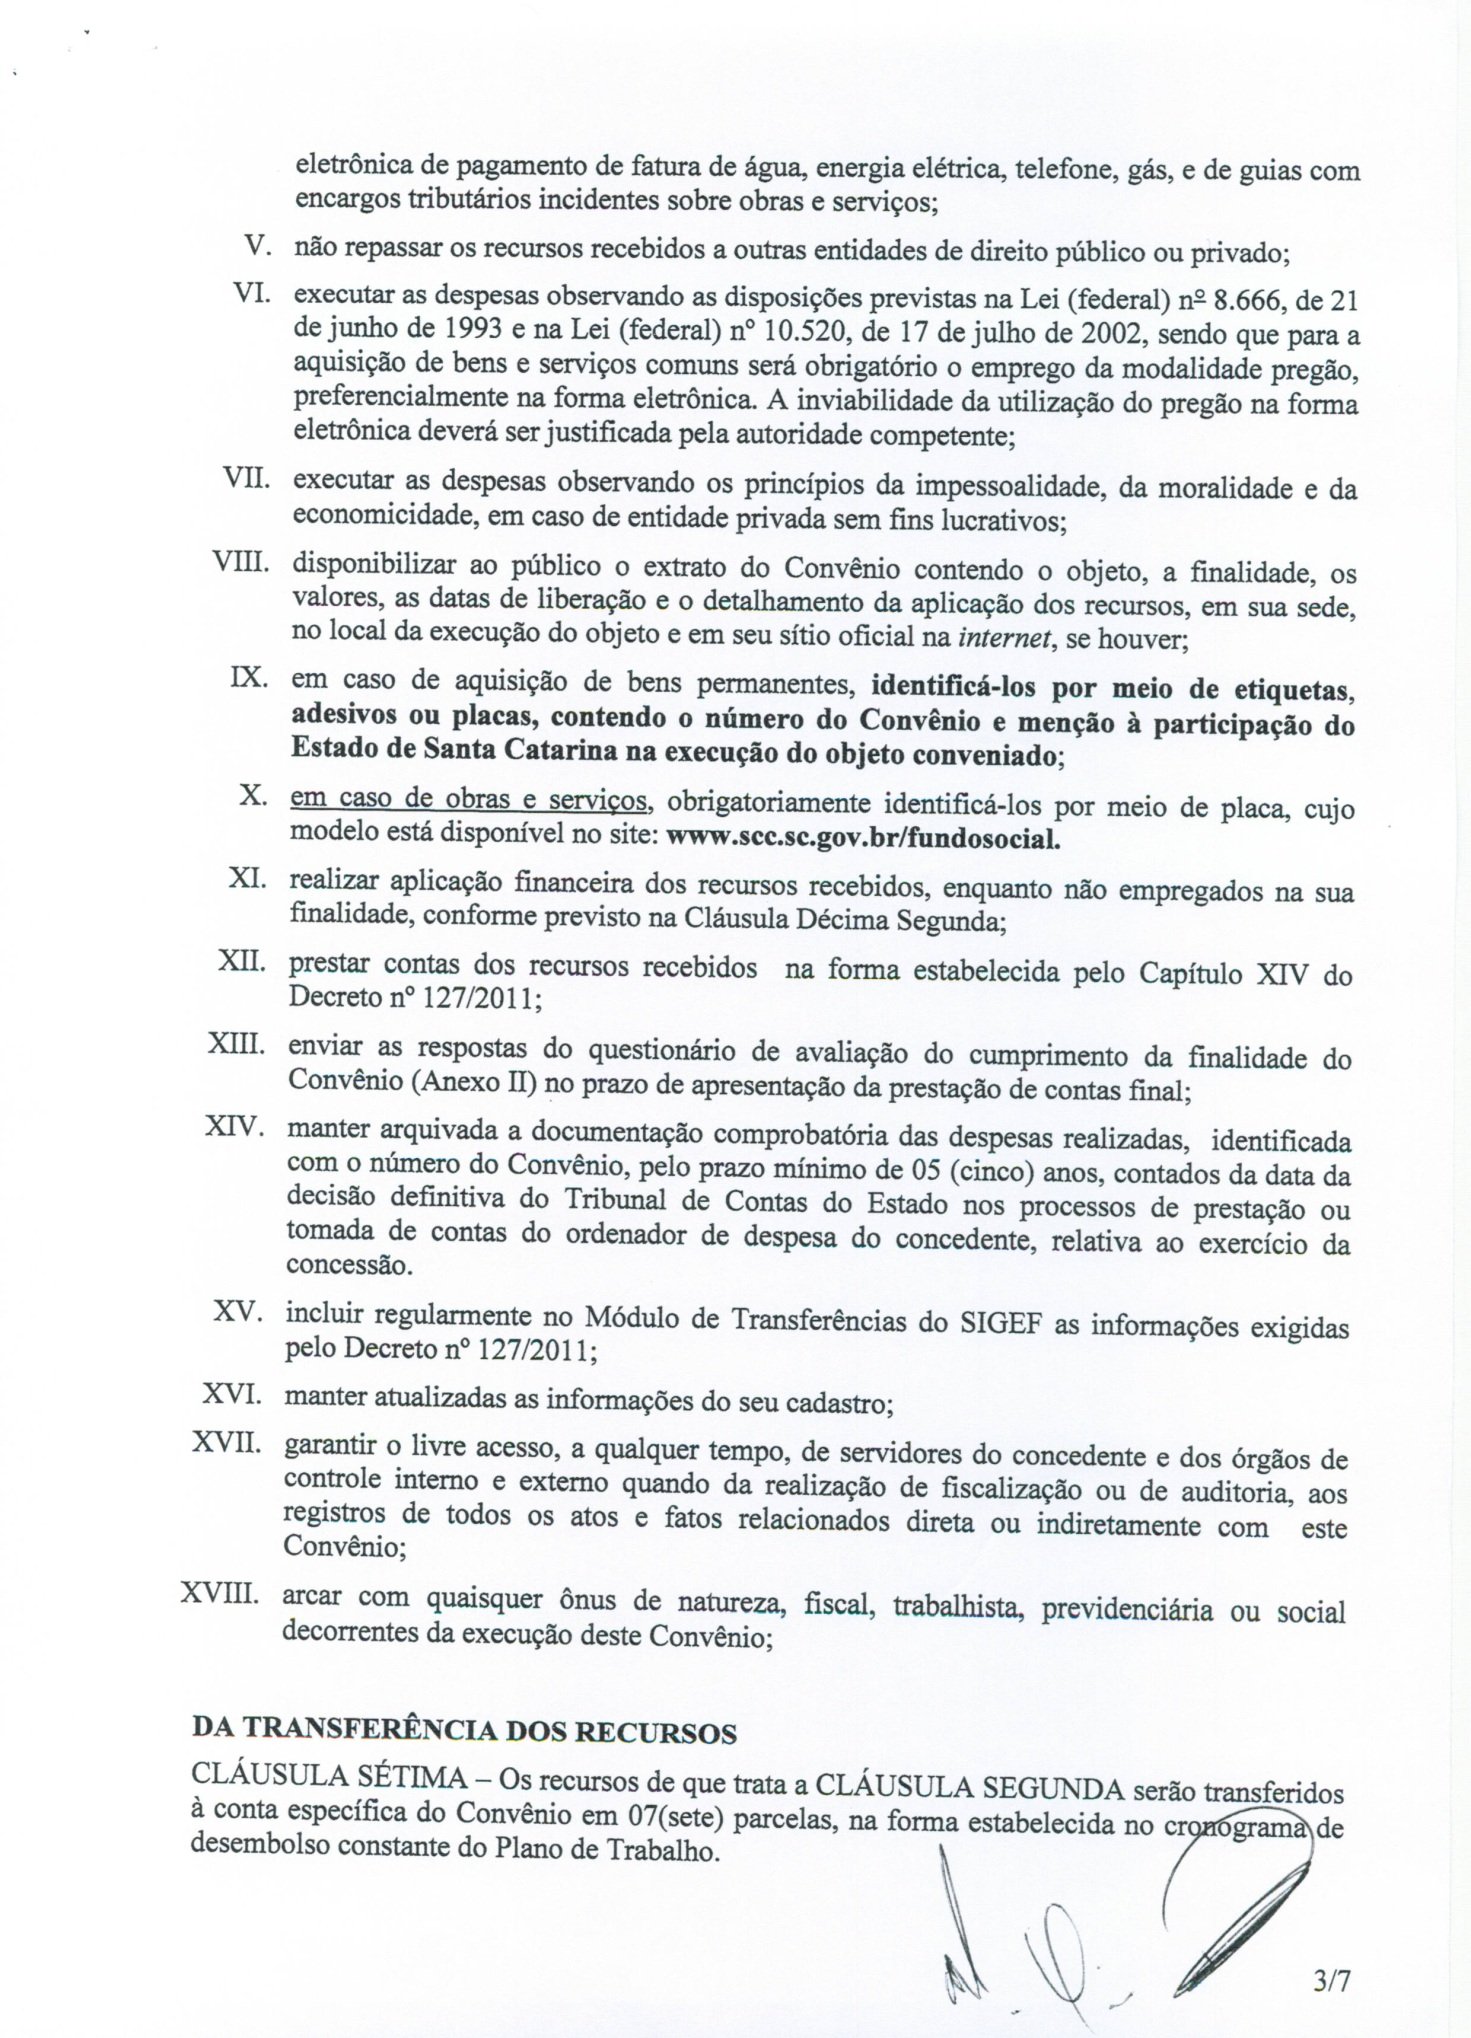 eletrônica de pagamento de fatura de água, energia elétrica, telefone, gás, e de guias com
encargos tributários incidentes sobre obras e serviços;
V. não repassar os recursos recebidos a outras entidades de direito público ou privado;
VI. executar as despesas observando as disposições previstas na Lei (federal) nº 8.666, de 21
de junho de 1993 e na Lei (federal) nº 10.520, de 17 de julho de 2002, sendo que para a
aquisição de bens e serviços comuns será obrigatório o emprego da modalidade pregão,
preferencialmente na forma eletrônica. A inviabilidade da utilização do pregão na forma
eletrônica deverá ser justificada pela autoridade competente;
VII. executar as despesas observando os princípios da impessoalidade, da moralidade e da
economicidade, em caso de entidade privada sem fins lucrativos;
VIII. disponibilizar ao público o extrato do Convênio contendo o objeto, a finalidade, os
valores, as datas de liberação e o detalhamento da aplicação dos recursos, em sua sede,
no local da execução do objeto e em seu sítio oficial na internet, se houver;
IX. em caso de aquisição de bens permanentes, identificá-los por meio de etiquetas,
adesivos ou placas, contendo o número do Convênio e menção à participação do
Estado de Santa Catarina na execução do objeto conveniado;
X. em caso de obras e serviços, obrigatoriamente identificá-los por meio de placa, cujo
modelo está disponível no site: www.scc.sc.gov.br/fundosocial.
XI. realizar aplicação financeira dos recursos recebidos, enquanto não empregados na sua
finalidade, conforme previsto na Cláusula Décima Segunda;
XII. prestar contas dos recursos recebidos na forma estabelecida pelo Capítulo XIV do
Decreto nº 127/2011;
XIII. enviar as respostas do questionário de avaliação do cumprimento da finalidade do
Convênio (Anexo II) no prazo de apresentação da prestação de contas final;
XIV. manter arquivada a documentação comprobatória das despesas realizadas, identificada
com o número do Convênio, pelo prazo mínimo de 05 (cinco) anos, contados da data da
decisão definitiva do Tribunal de Contas do Estado nos processos de prestação ou
tomada de contas do ordenador de despesa do concedente, relativa ao exercício da
concessão.
XV. incluir regularmente no Módulo de Transferências do SIGEF as informações exigidas
pelo Decreto nº 127/2011;
XVI. manter atualizadas as informações do seu cadastro;
XVII. garantir o livre acesso, a qualquer tempo, de servidores do concedente e dos órgãos de
controle interno e externo quando da realização de fiscalização ou de auditoria, aos
registros de todos os atos e fatos relacionados direta ou indiretamente com este
Convênio;
XVIII. arcar com quaisquer ônus de natureza, fiscal, trabalhista, previdenciária ou social
decorrentes da execução deste Convênio;
DA TRANSFERÊNCIA DOS RECURSOS
CLÁUSULA SÉTIMA – Os recursos de que trata a CLÁUSULA SEGUNDA serão transferidos
à conta específica do Convênio em 07(sete) parcelas, na forma estabelecida no cronograma de
desembolso constante do Plano de Trabalho.
3/7